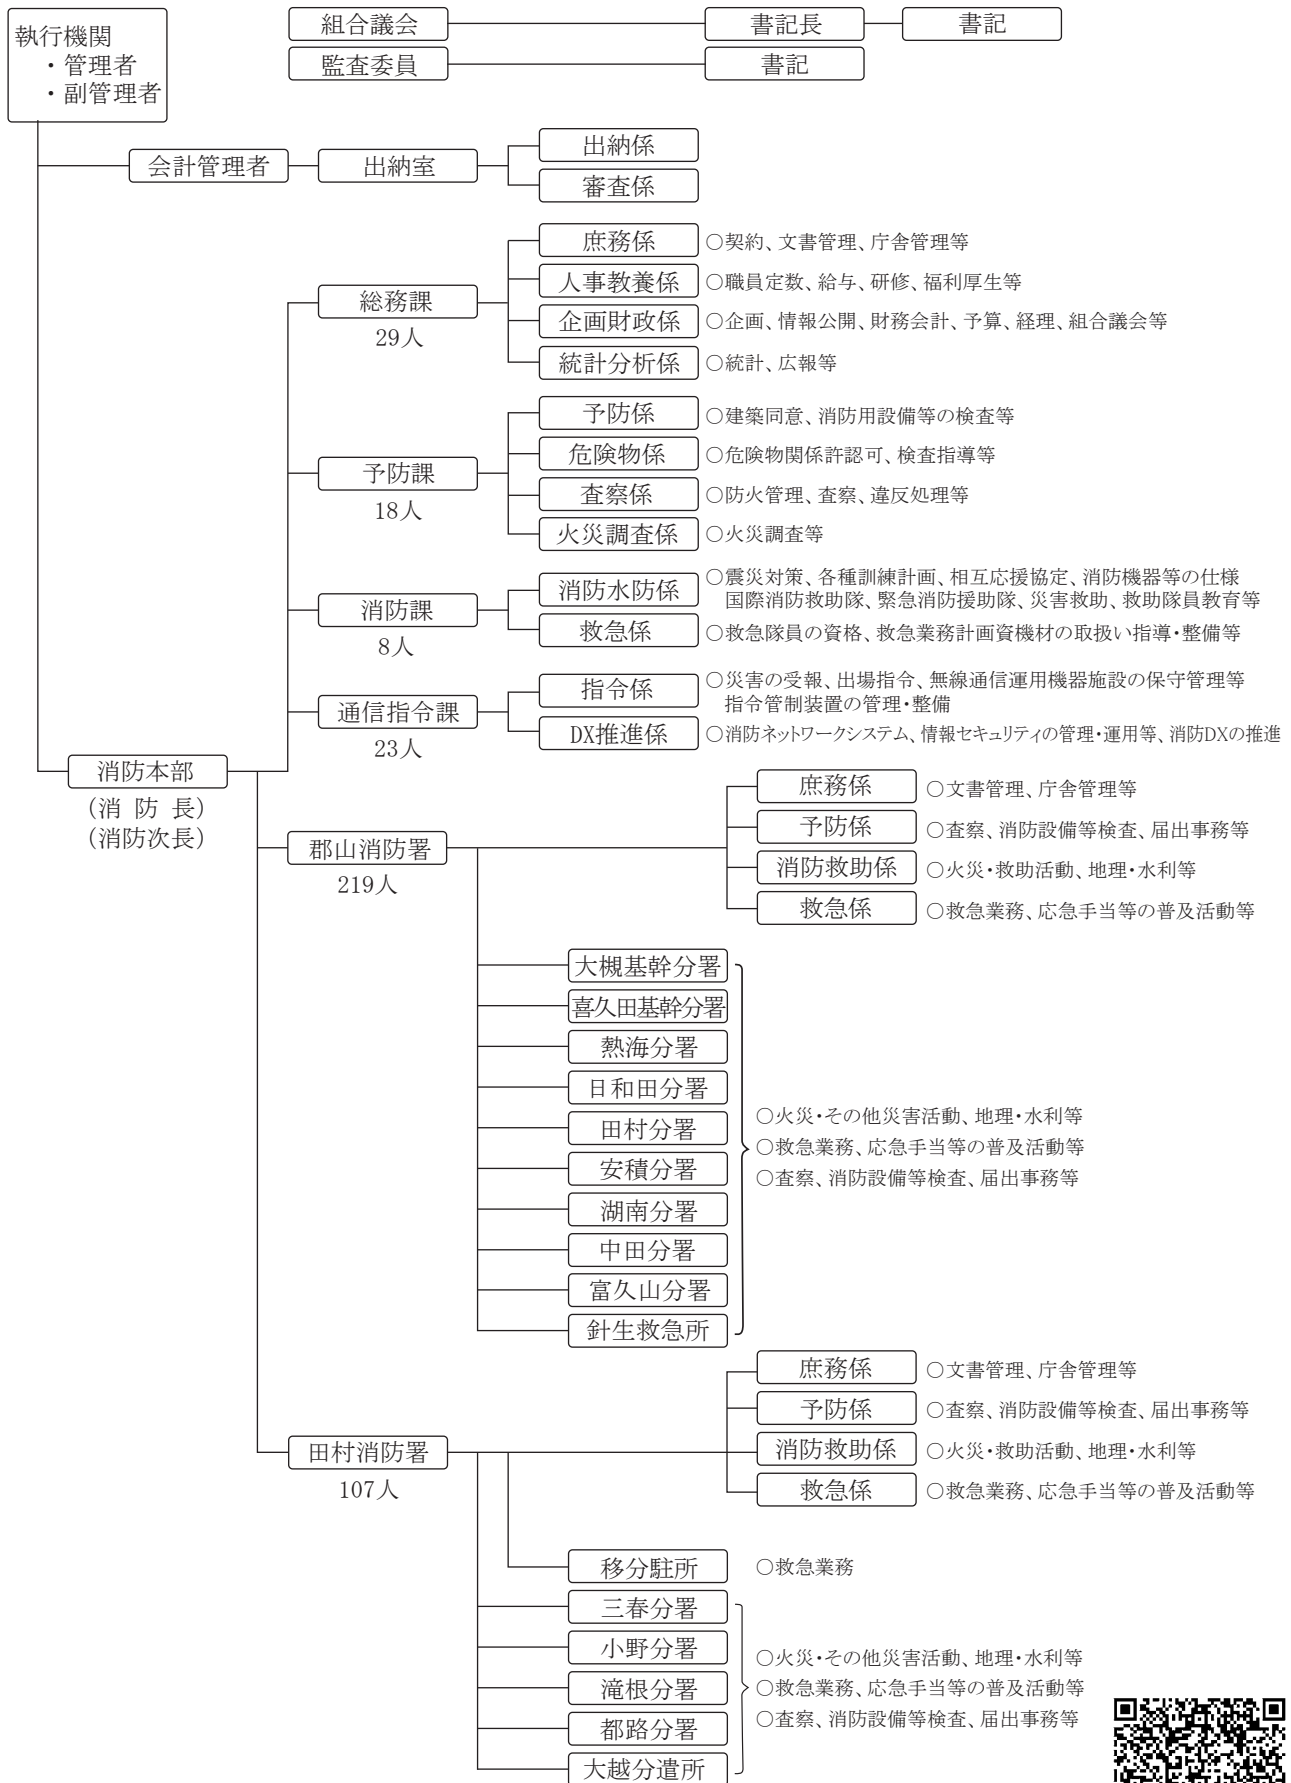 執行機関
・管理者
・副管理者
組合議会 書記長 書記
監査委員 書記
会計管理者 出納室
出納係
審査係
総務課
29人
庶務係 ○契約、文書管理、庁舎管理等
人事教養係 ○職員定数、給与、研修、福利厚生等
企画財政係 ○企画、情報公開、財務会計、予算、経理、組合議会等
統計分析係 ○統計、広報等
予防課
18人
予防係 ○建築同意、消防用設備等の検査等
危険物係 ○危険物関係許認可、検査指導等
査察係 ○防火管理、査察、違反処理等
火災調査係 ○火災調査等
消防課
8人
消防水防係 ○震災対策、各種訓練計画、相互応援協定、消防機器等の仕様
国際消防救助隊、緊急消防援助隊、災害救助、救助隊員教育等
救急係 ○救急隊員の資格、救急業務計画資機材の取扱い指導・整備等
通信指令課
23人
指令係 ○災害の受報、出場指令、無線通信運用機器施設の保守管理等
指令管制装置の管理・整備
DX推進係 ○消防ネットワークシステム、情報セキュリティの管理・運用等、消防DXの推進
消防本部
(消 防 長)
(消防次長)
郡山消防署
219人
庶務係 ○文書管理、庁舎管理等
予防係 ○査察、消防設備等検査、届出事務等
消防救助係 ○火災・救助活動、地理・水利等
救急係 ○救急業務、応急手当等の普及活動等
大槻基幹分署
喜久田基幹分署
熱海分署
日和田分署
田村分署
安積分署
湖南分署
中田分署
富久山分署
針生救急所
○火災・その他災害活動、地理・水利等
○救急業務、応急手当等の普及活動等
○査察、消防設備等検査、届出事務等
田村消防署
107人
庶務係 ○文書管理、庁舎管理等
予防係 ○査察、消防設備等検査、届出事務等
消防救助係 ○火災・救助活動、地理・水利等
救急係 ○救急業務、応急手当等の普及活動等
移分駐所 ○救急業務
三春分署
小野分署
滝根分署
都路分署
大越分遣所
○火災・その他災害活動、地理・水利等
○救急業務、応急手当等の普及活動等
○査察、消防設備等検査、届出事務等